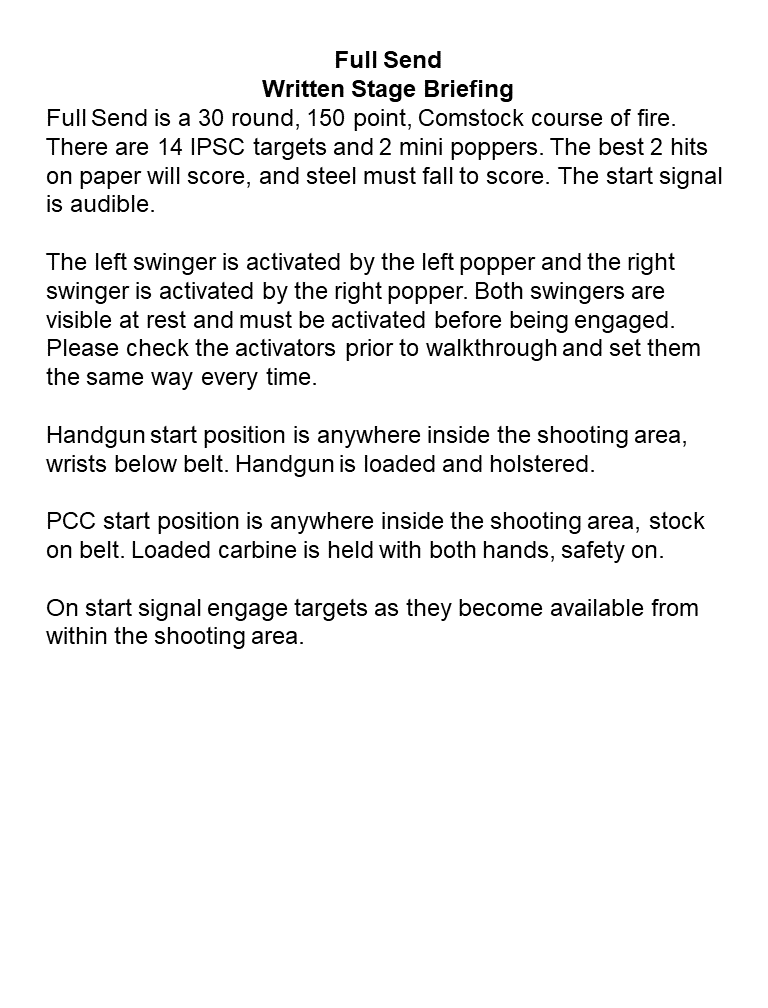 Full Send
Written Stage Briefing
Full Send is a 30 round, 150 point, Comstock course of fire.
There are 14 IPSC targets and 2 mini poppers. The best 2 hits
on paper will score, and steel must fall to score. The start signal
is audible.
The left swinger is activated by the left popper and the right
swinger is activated by the right popper. Both swingers are
visible at rest and must be activated before being engaged.
Please check the activators prior to walkthrough and set them
the same way every time.
Handgun start position is anywhere inside the shooting area,
wrists below belt. Handgun is loaded and holstered.
PCC start position is anywhere inside the shooting area, stock
on belt. Loaded carbine is held with both hands, safety on.
On start signal engage targets as they become available from
within the shooting area.